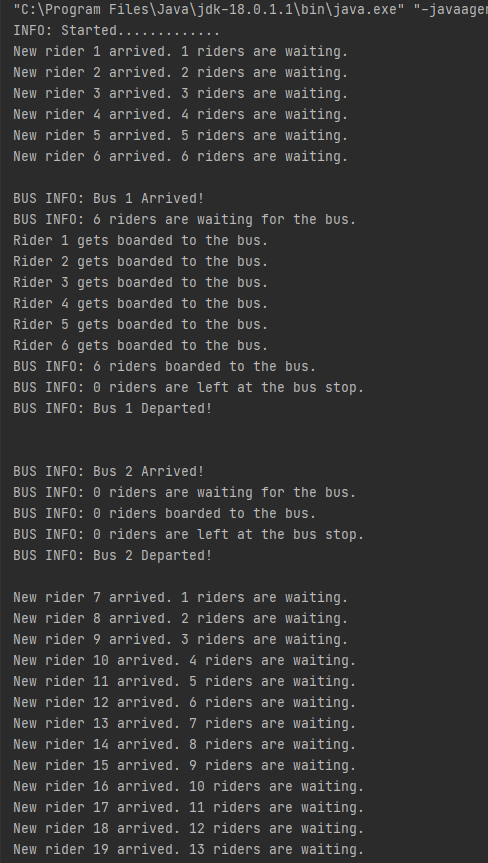 "C:\Program Files\Java\jdk-18.0.1.1\bin\java.exe" "-javaagen
INFO: Started.............
New rider 1 arrived. 1 riders are waiting.
New rider 2 arrived. 2 riders are waiting.
New rider 3 arrived. 3 riders are waiting.
New rider 4 arrived. 4 riders are waiting.
New rider 5 arrived. 5 riders are waiting.
New rider 6 arrived. 6 riders are waiting.
BUS INFO: Bus 1 Arrived!
BUS INFO: 6 riders are waiting for the bus.
Rider 1 gets boarded to the bus.
Rider 2 gets boarded to the bus.
Rider 3 gets boarded to the bus.
Rider 4 gets boarded to the bus.
Rider 5 gets boarded to the bus.
Rider 6 gets boarded to the bus.
BUS INFO: 6 riders boarded to the bus.
BUS INFO: 0 riders are left at the bus stop.
BUS INFO: Bus 1 Departed!
BUS INFO: Bus 2 Arrived!
BUS INFO: 0 riders are waiting for the bus.
BUS INFO: 0 riders boarded to the bus.
BUS INFO: 0 riders are left at the bus stop.
BUS INFO: Bus 2 Departed!
New rider 7 arrived. 1 riders are waiting.
New rider 8 arrived. 2 riders are waiting.
New rider 9 arrived. 3 riders are waiting.
New rider 10 arrived. 4 riders are waiting.
New rider 11 arrived. 5 riders are waiting.
New rider 12 arrived. 6 riders are waiting.
New rider 13 arrived. 7 riders are waiting.
New rider 14 arrived. 8 riders are waiting.
New rider 15 arrived. 9 riders are waiting.
New rider 16 arrived. 10 riders are waiting.
New rider 17 arrived. 11 riders are waiting.
New rider 18 arrived. 12 riders are waiting.
New rider 19 arrived. 13 riders are waiting.